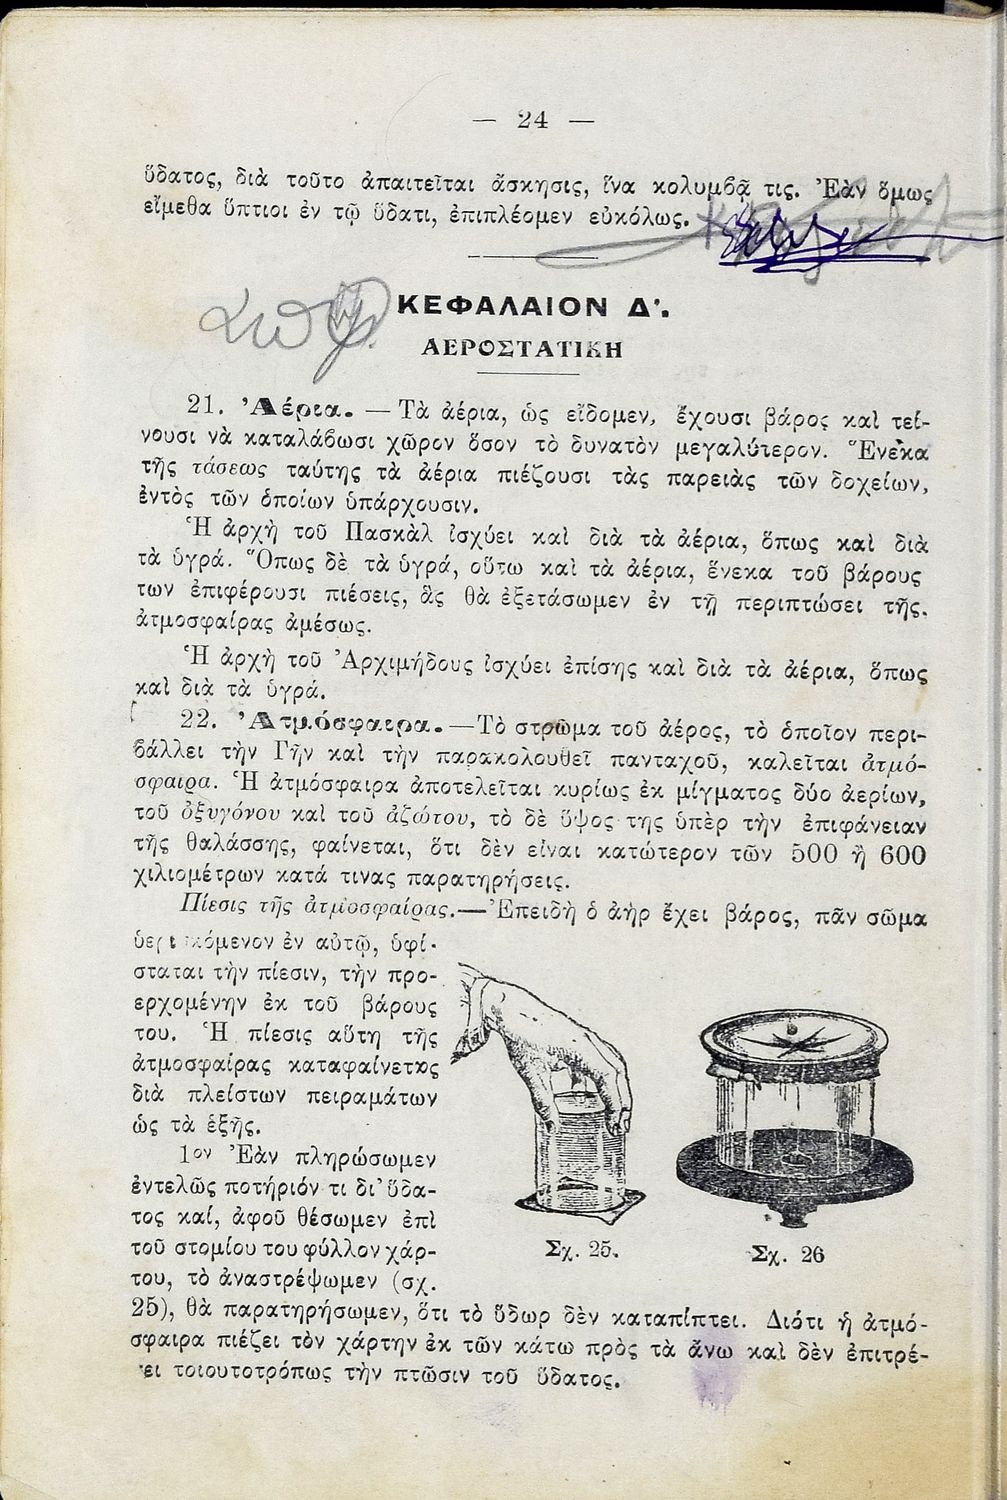 — 24 —
ὕδατος, διὰ τοῦτο ἀπαιτεῖται ἄσκησις, ἵνα κολυμβᾷ τις. Ἐὰν ὅμως
εἴμεθα ὕπτιοι ἐν τῷ ὕδατι, ἐπιπλέομεν εὐκόλως.
ΚΕΦΑΛΑΙΟΝ Δ΄.
ΑΕΡΟΣΤΑΤΙΚΗ
21. Ἀέρια. — Τὰ ἀέρια, ὡς εἴδομεν, ἔχουσι βάρος καὶ τεί-
νουσι νὰ καταλάβωσι χῶρον ὅσον τὸ δυνατὸν μεγαλύτερον. Ἕνεκα
τῆς τάσεως ταύτης τὰ ἀέρια πιέζουσι τὰς παρειὰς τῶν δοχείων,
ἐντὸς τῶν ὁποίων ὑπάρχουσιν.
Ἡ ἀρχὴ τοῦ Πασκὰλ ἰσχύει καὶ διὰ τὰ ἀέρια, ὅπως καὶ διὰ
τὰ ὑγρά. Ὅπως δὲ τὰ ὑγρά, οὕτω καὶ τὰ ἀέρια, ἕνεκα τοῦ βάρους
των ἐπιφέρουσι πιέσεις, ἃς θὰ ἐξετάσωμεν ἐν τῇ περιπτώσει τῆς.
ἀτμοσφαίρας ἀμέσως.
Ἡ ἀρχὴ τοῦ Ἀρχιμήδους ἰσχύει ἐπίσης καὶ διὰ τὰ ἀέρια, ὅπως
καὶ διὰ τὰ ὑγρά.
22. Ἀτμόσφαιρα. — Τὸ στρῶμα τοῦ ἀέρος, τὸ ὁποῖον περι-
βάλλει τὴν Γῆν καὶ τὴν παρακολουθεῖ πανταχοῦ, καλεῖται ἀτμό-
σφαιρα. Ἡ ἀτμόσφαιρα ἀποτελεῖται κυρίως ἐκ μίγματος δύο ἀερίων,
τοῦ ὀξυγόνου καὶ τοῦ ἀζώτου, τὸ δὲ ὕψος της ὑπὲρ τὴν ἐπιφάνειαν
τῆς θαλάσσης, φαίνεται, ὅτι δὲν εἶναι κατώτερον τῶν 500 ἢ 600
χιλιομέτρων κατά τινας παρατηρήσεις.
Πίεσις τῆς ἀτμοσφαίρας. — Ἐπειδὴ ὁ ἀὴρ ἔχει βάρος, πᾶν σῶμα
ἐν αὐτῷ, ὑφί-
σταται τὴν πίεσιν, τὴν προ-
ερχομένην ἐκ τοῦ βάρους
του. Ἡ πίεσις αὕτη τῆς
ἀτμοσφαίρας καταφαίνεται
διὰ πλείστων πειραμάτων
ὡς τὰ ἑξῆς.
1ον Ἐὰν πληρώσωμεν
ἐντελῶς ποτήριόν τι δι' ὕδα-
τος καί, ἀφοῦ θέσωμεν ἐπὶ
τοῦ στομίου του φύλλον χάρ-
του, τὸ ἀναστρέψωμεν (σχ.
25), θὰ παρατηρήσωμεν, ὅτι τὸ ὕδωρ δὲν καταπίπτει. Διότι ἡ ἀτμό-
σφαιρα πιέζει τὸν χάρτην ἐκ τῶν κάτω πρὸς τὰ ἄνω καὶ δὲν ἐπιτρέ-
πει τοιουτοτρόπως τὴν πτῶσιν τοῦ ὕδατος.
Σχ. 25.
Σχ. 26